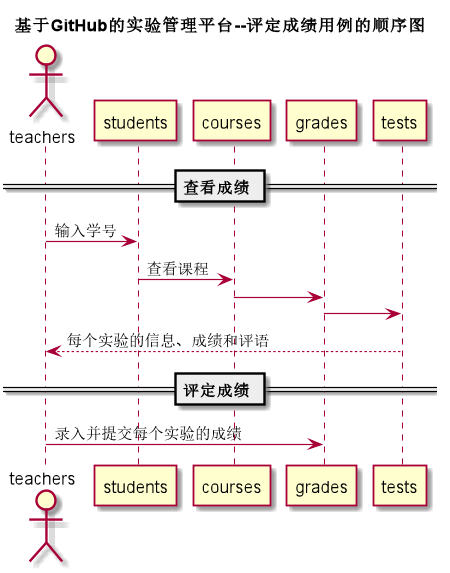 基于GitHub的实验管理平台--评定成绩用例的顺序图
teachers
students
courses
grades
tests
查看成绩
输入学号
查看课程
每个实验的信息、成绩和评语
评定成绩
录入并提交每个实验的成绩
teachers
students
courses
grades
tests